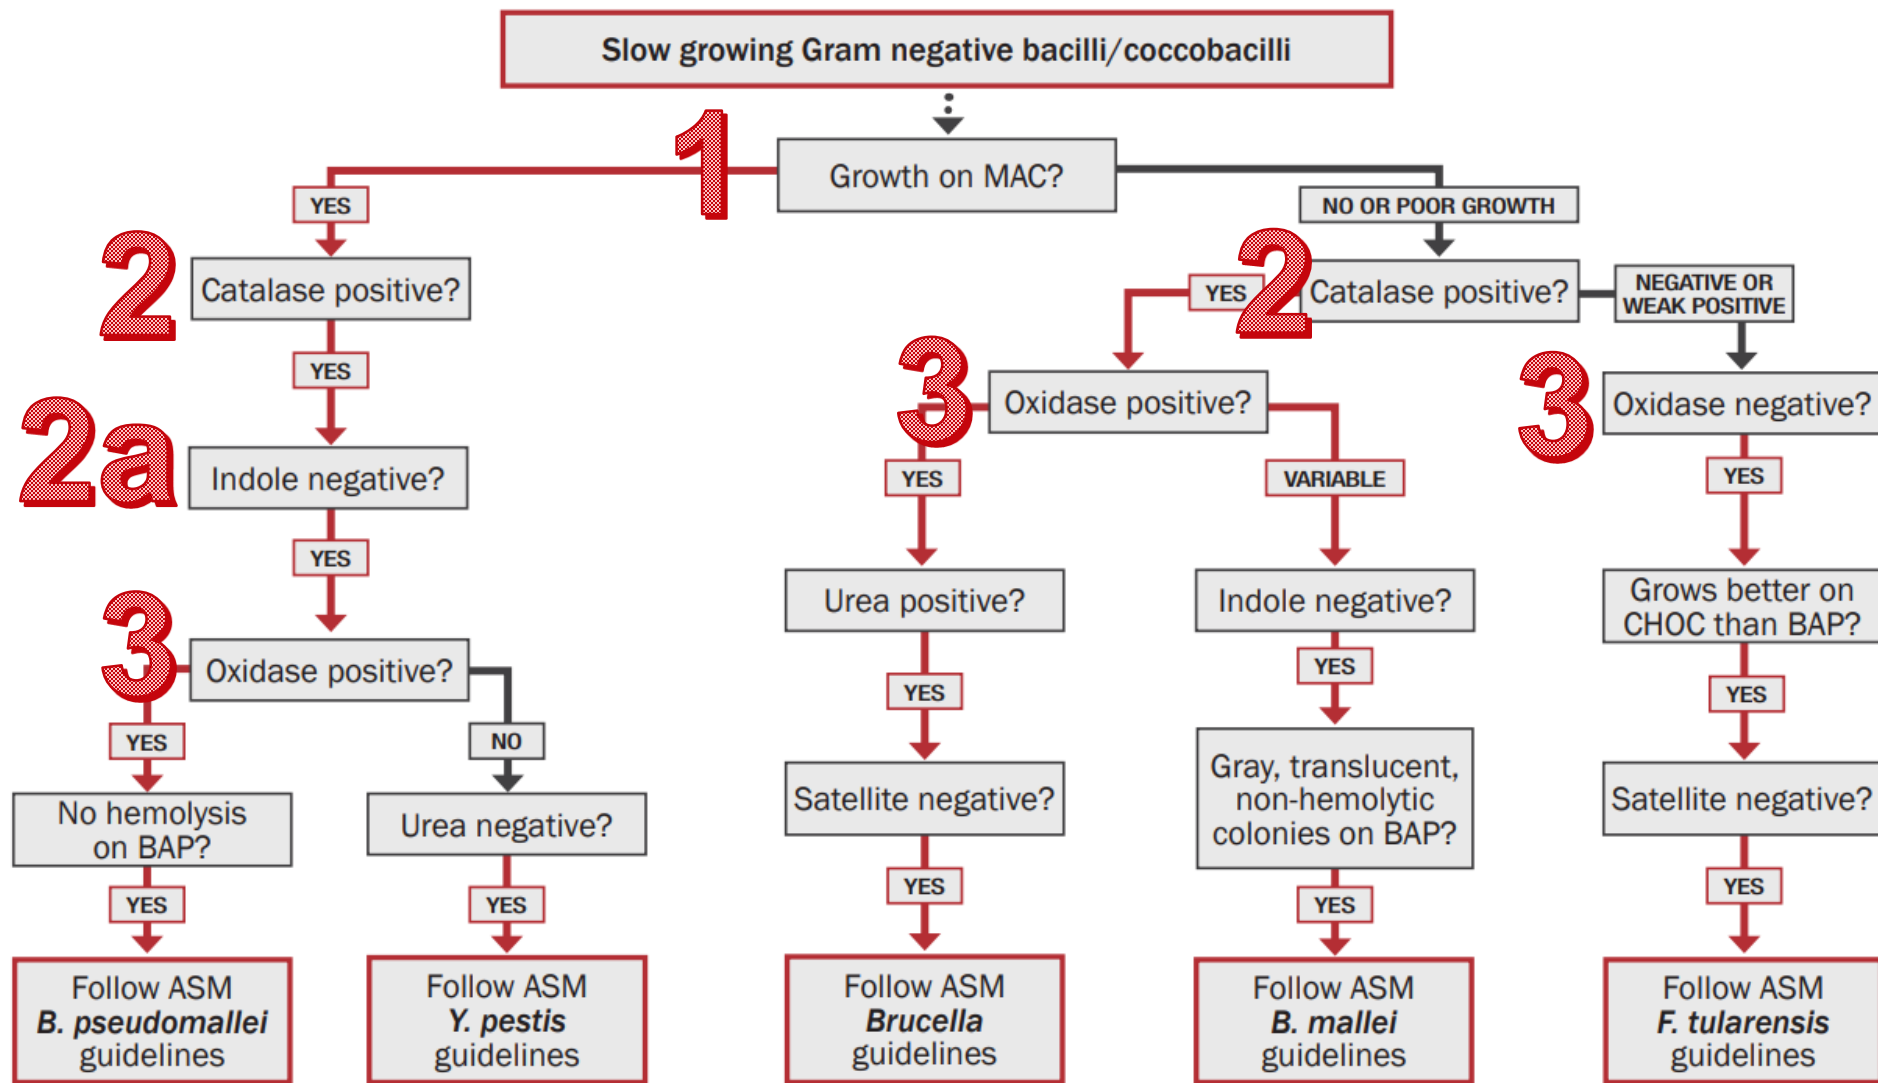 Slow growing Gram negative bacilli/coccobacilli
1
Growth on MAC?
YES
NO OR POOR GROWTH
2
Catalase positive?
YES
2
Catalase positive?
NEGATIVE OR
WEAK POSITIVE
YES
3
Oxidase positive?
3
Oxidase negative?
2a
Indole negative?
YES
VARIABLE
YES
YES
Urea positive?
Indole negative?
Grows better on
CHOC than BAP?
3
Oxidase positive?
YES
YES
YES
YES
NO
Satellite negative?
Gray, translucent,
non-hemolytic
colonies on BAP?
Satellite negative?
No hemolysis
on BAP?
Urea negative?
YES
YES
YES
YES
YES
Follow ASM
B. pseudomallei
guidelines
Follow ASM
Y. pestis
guidelines
Follow ASM
Brucella
guidelines
Follow ASM
B. mallei
guidelines
Follow ASM
F. tularensis
guidelines